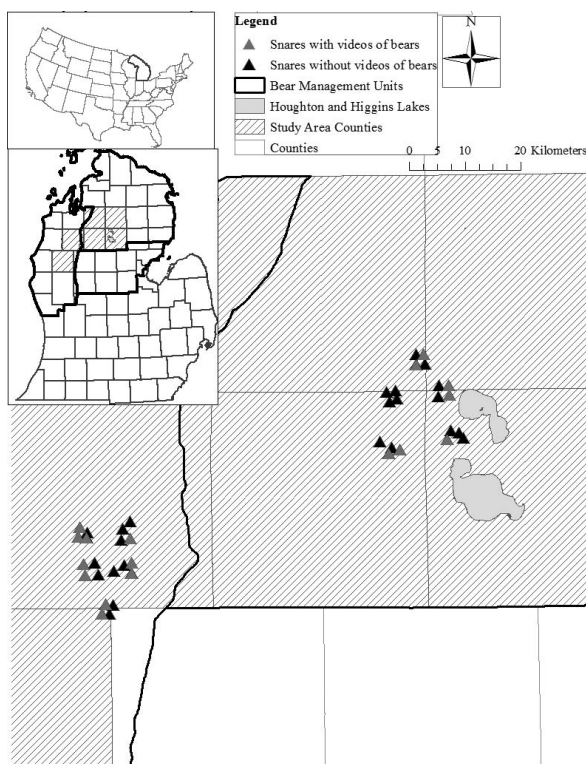 Legend
Snares with videos of bears
Snares without videos of bears
Bear Management Units
Houghton and Higgins Lakes
Study Area Counties
Counties
N
0 5 10 20 Kilometers